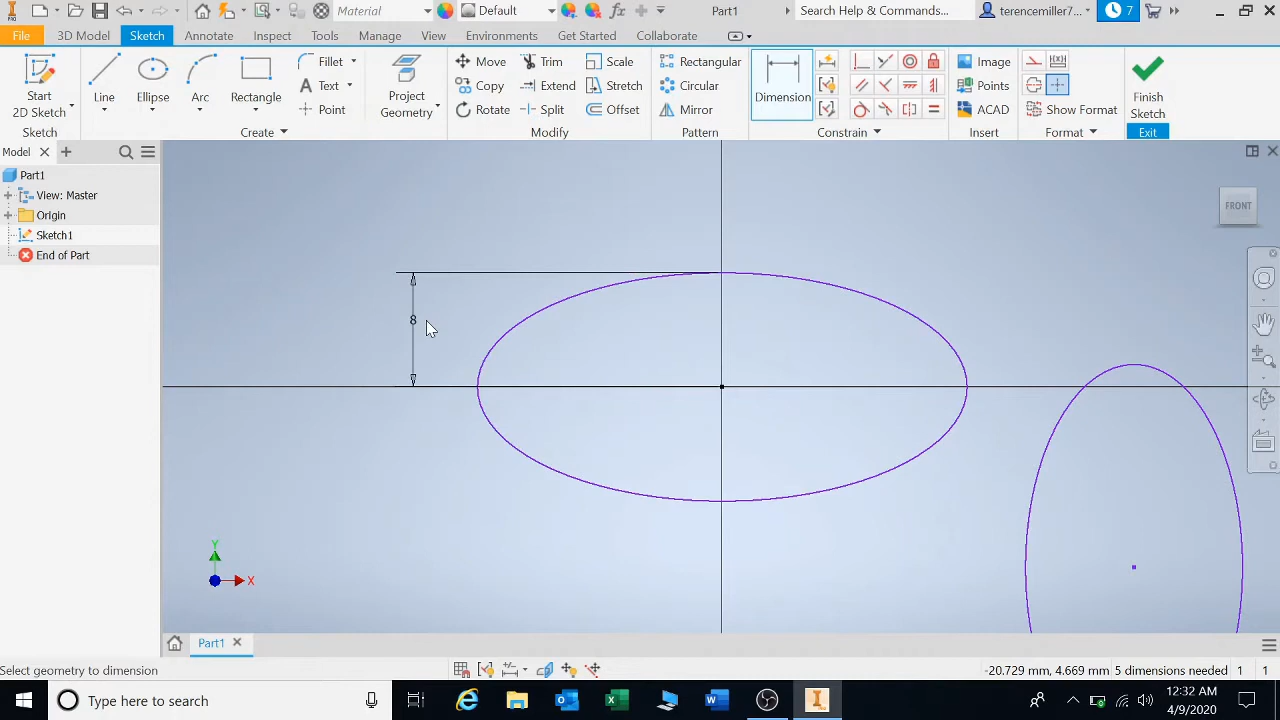 Material
Default
Part1
Search Help & Commands...
terencemiller7...
7
File
3D Model
Sketch
Annotate
Inspect
Tools
Manage
View
Environments
Get Started
Collaborate
Start
2D Sketch
Line
Ellipse
Arc
Rectangle
Fillet
Text
Point
Project
Geometry
Move
Copy
Rotate
Trim
Extend
Split
Scale
Stretch
Offset
Rectangular
Circular
Mirror
Dimension
Image
Points
ACAD
Show Format
Finish
Sketch
Sketch
Create
Modify
Pattern
Constrain
Insert
Format
Exit
Model
Part1
View: Master
Origin
Sketch1
End of Part
FRONT
8
Y
X
Part1
Select geometry to dimension
-20.729 mm, 4.669 mm
5 dimensions needed
1
1
Type here to search
12:32 AM
4/9/2020